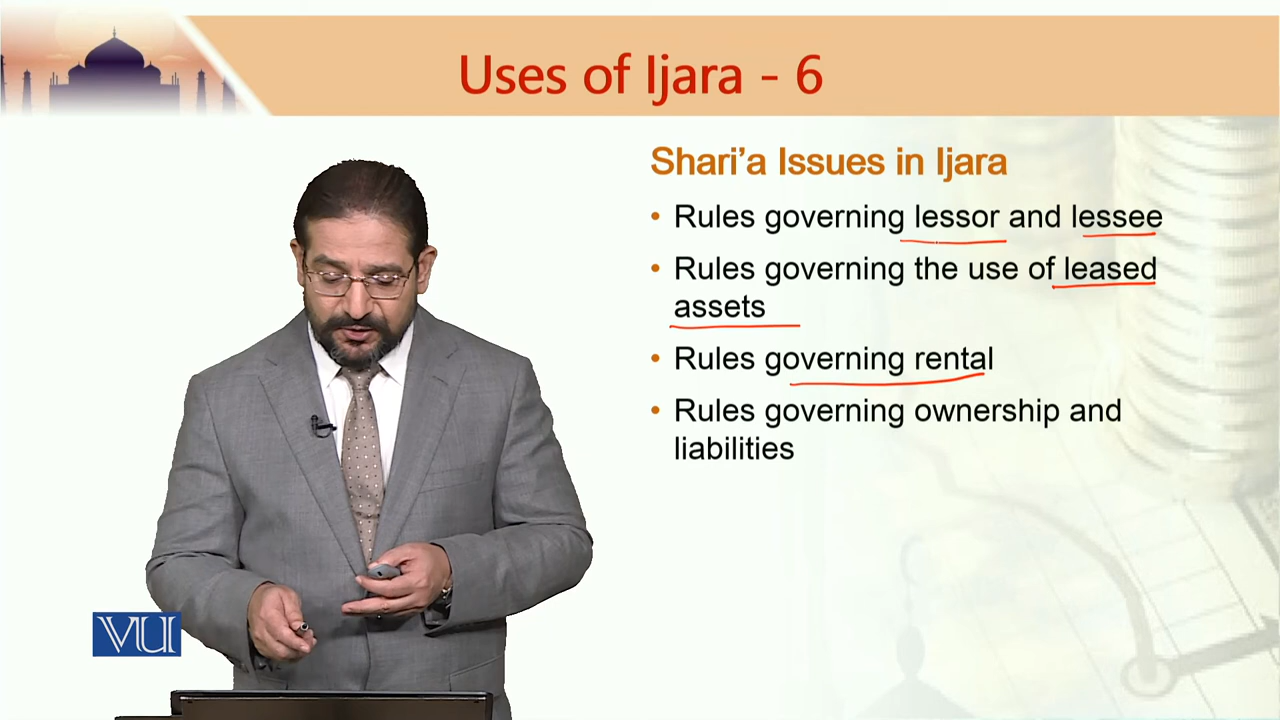 Uses of Ijara - 6
Shari’a Issues in Ijara
• Rules governing lessor and lessee
• Rules governing the use of leased
assets
• Rules governing rental
• Rules governing ownership and
liabilities
VU